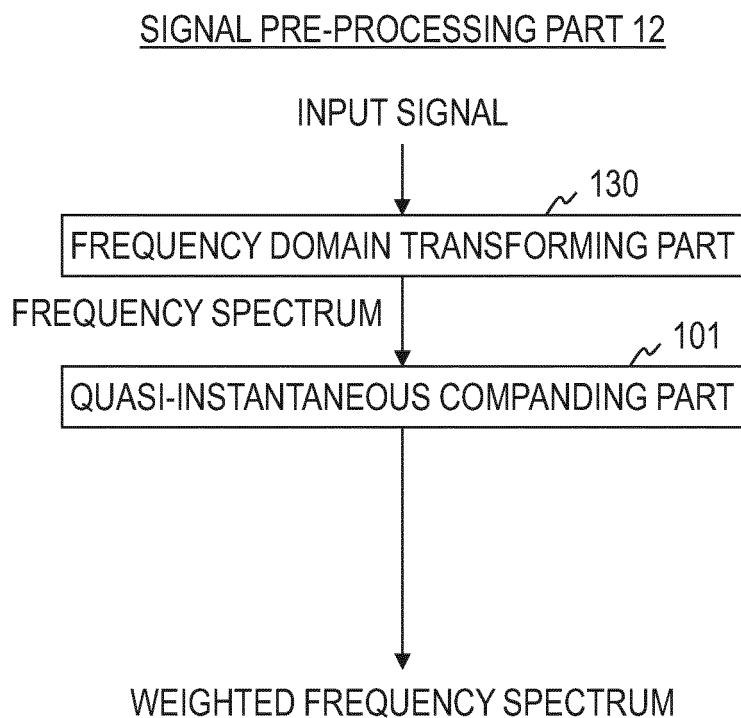 SIGNAL PRE-PROCESSING PART 12
INPUT SIGNAL
130
FREQUENCY DOMAIN TRANSFORMING PART
FREQUENCY SPECTRUM
101
QUASI-INSTANTANEOUS COMPANDING PART
WEIGHTED FREQUENCY SPECTRUM